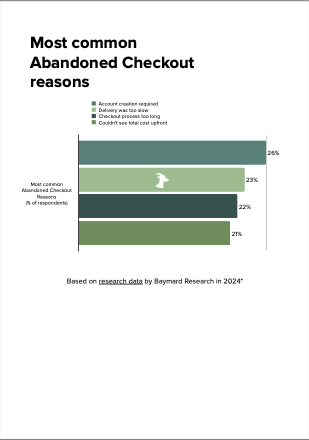 Most common
Abandoned Checkout
reasons
Account creation required
Delivery was too slow
Checkout process too long
Couldn't see total cost upfront
26%
23%
22%
21%
Most common
Abandoned Checkout
Reasons
(% of respondents)
Based on research data by Baymard Research in 2024*